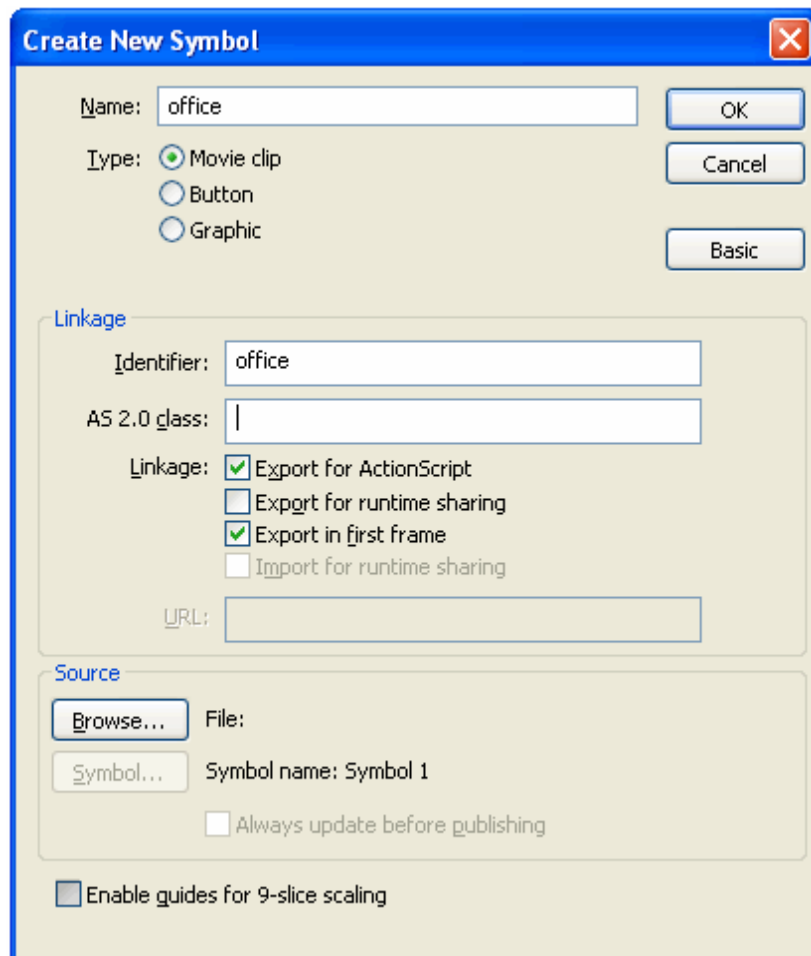 Create New Symbol
Name: office
OK
Type: Movie clip
Cancel
Button
Graphic
Basic
Linkage
Identifier: office
AS 2.0 class:
Linkage: Export for ActionScript
Export for runtime sharing
Export in first frame
Import for runtime sharing
URL:
Source
Browse... File:
Symbol... Symbol name: Symbol 1
Always update before publishing
Enable guides for 9-slice scaling